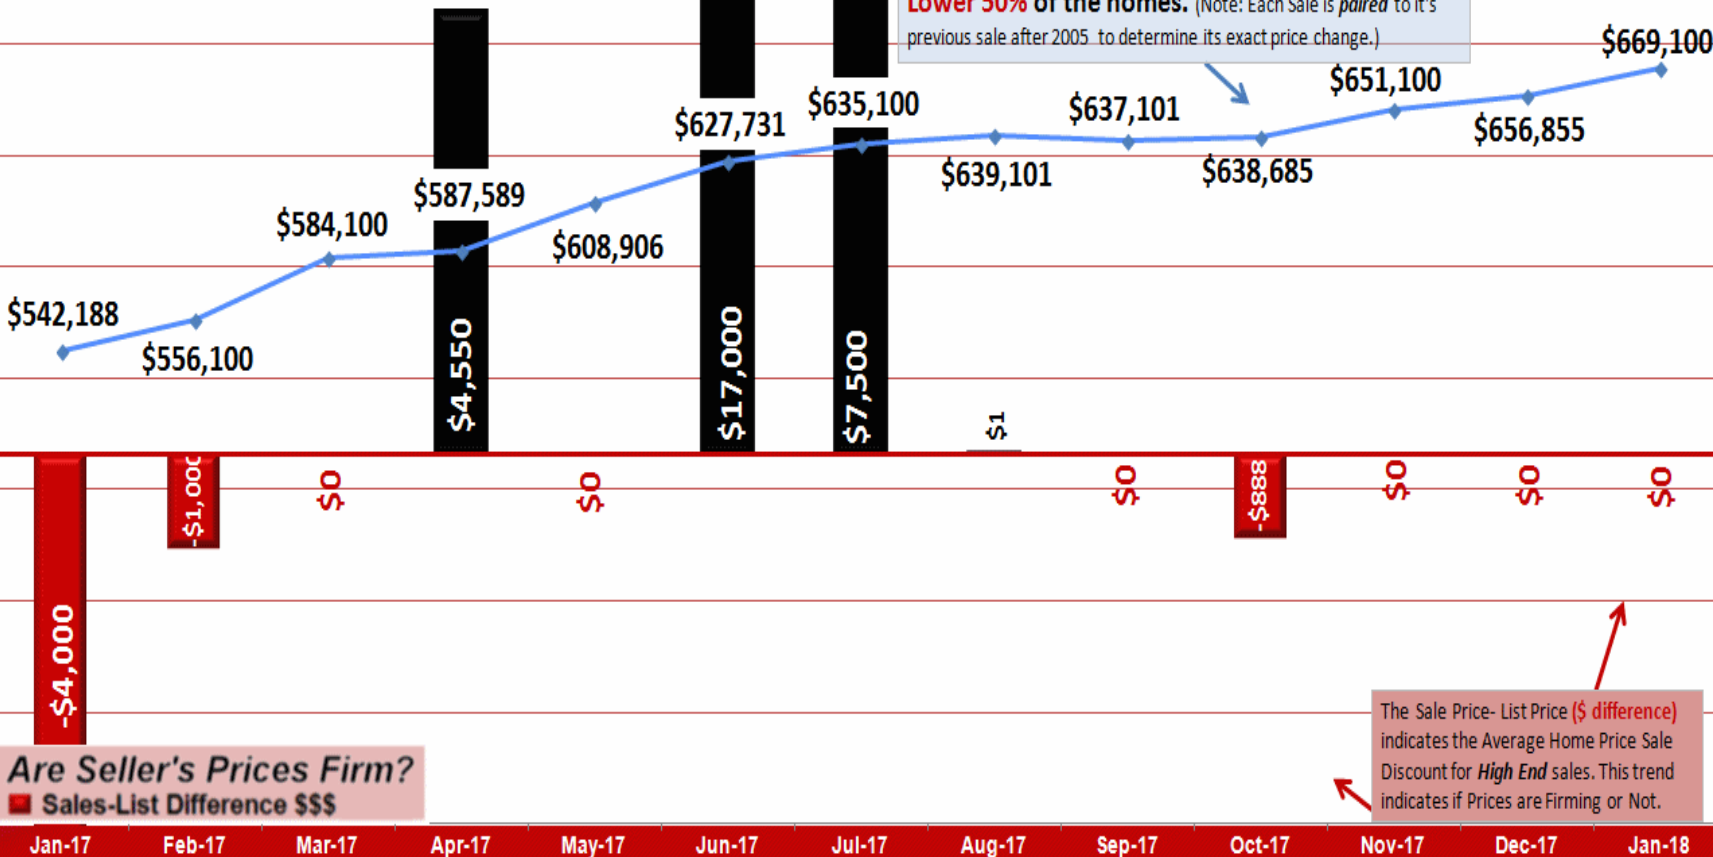 Lower 50% of the homes. (Note: Each Sale is paired to it's
previous sale after 2005 to determine its exact price change.)
$669,100
$651,100
$635,100
$637,101
$627,731
$656,855
$639,101
$638,685
$587,589
$584,100
$608,906
$542,188
$556,100
$4,550
$17,000
$7,500
$1
-$4,000
-$1,000
$0
$0
$0
-$888
$0
$0
$0
The Sale Price- List Price ($ difference)
indicates the Average Home Price Sale
Discount for High End sales. This trend
indicates if Prices are Firming or Not.
Are Seller's Prices Firm?
Sales-List Difference $$$
Jan-17 Feb-17 Mar-17 Apr-17 May-17 Jun-17 Jul-17 Aug-17 Sep-17 Oct-17 Nov-17 Dec-17 Jan-18